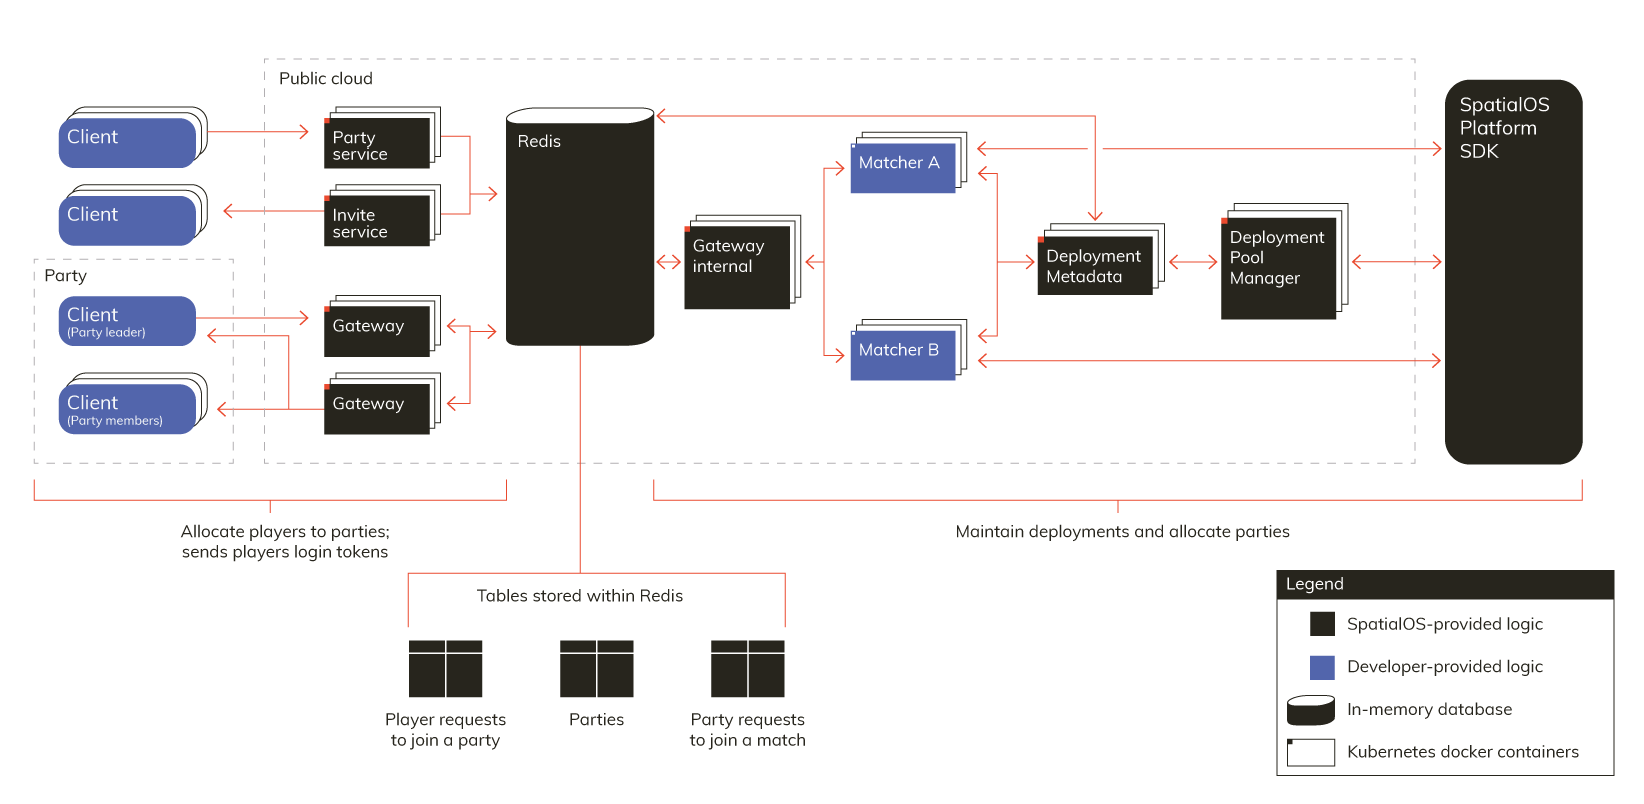 Public cloud
Client
Party
service
Redis
Client
Invite
service
Party
Client
(Party leader)
Gateway
Client
(Party members)
Gateway
Gateway
internal
Matcher A
Matcher B
Deployment
Metadata
Deployment
Pool
Manager
SpatialOS
Platform
SDK
Allocate players to parties;
sends players login tokens
Maintain deployments and allocate parties
Tables stored within Redis
Player requests
to join a party
Parties
Party requests
to join a match
Legend
SpatialOS-provided logic
Developer-provided logic
In-memory database
Kubernetes docker containers